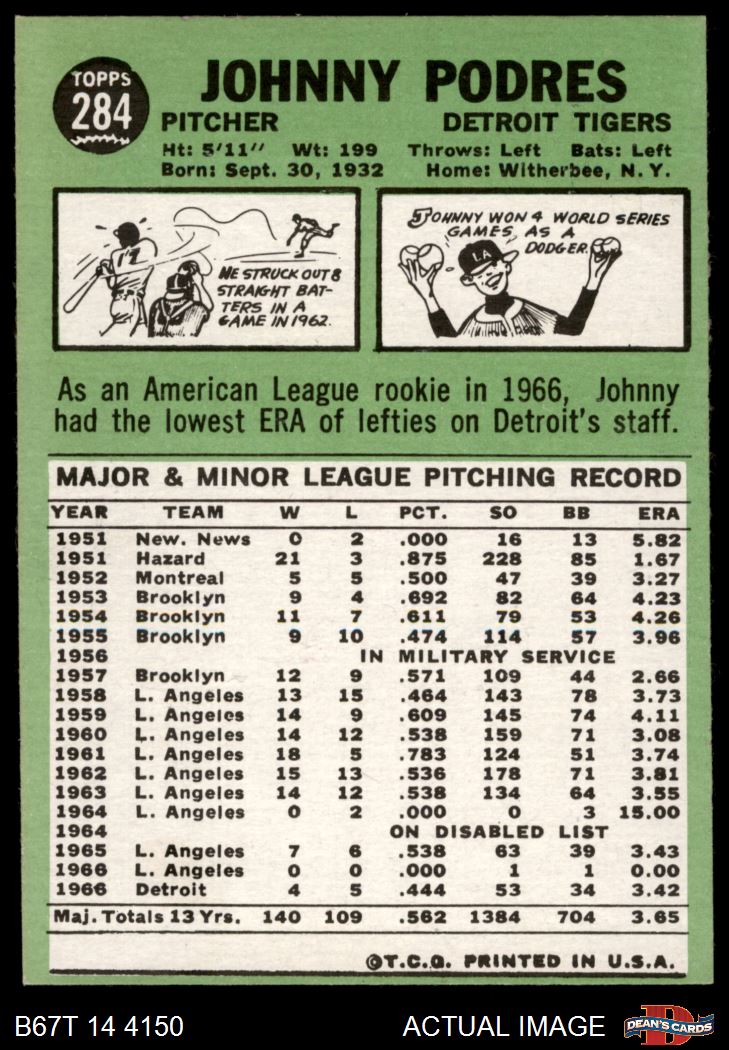 TOPPS
284
JOHNNY PODRES
PITCHER DETROIT TIGERS
Ht: 5'11" Wt: 199 Throws: Left Bats: Left
Born: Sept. 30, 1932 Home: Witherbee, N. Y.
HE STRUCK OUT 8
STRAIGHT BAT-
TERS IN A
GAME IN 1962.
JOHNNY WON 4 WORLD SERIES
GAMES, AS A
DODGER.
LA
As an American League rookie in 1966, Johnny
had the lowest ERA of lefties on Detroit's staff.
MAJOR & MINOR LEAGUE PITCHING RECORD
YEAR TEAM W L PCT. SO BB ERA
1951 New. News 0 2 .000 16 13 5.82
1951 Hazard 21 3 .875 228 85 1.67
1952 Montreal 5 5 .500 47 39 3.27
1953 Brooklyn 9 4 .692 82 64 4.23
1954 Brooklyn 11 7 .611 79 53 4.26
1955 Brooklyn 9 10 .474 114 57 3.96
1956 IN MILITARY SERVICE
1957 Brooklyn 12 9 .571 109 44 2.66
1958 L. Angeles 13 15 .464 143 78 3.73
1959 L. Angeles 14 9 .609 145 74 4.11
1960 L. Angeles 14 12 .538 159 71 3.08
1961 L. Angeles 18 5 .783 124 51 3.74
1962 L. Angeles 15 13 .536 178 71 3.81
1963 L. Angeles 14 12 .538 134 64 3.55
1964 L. Angeles 0 2 .000 0 3 15.00
1964 ON DISABLED LIST
1965 L. Angeles 7 6 .538 63 39 3.43
1966 L. Angeles 0 0 .000 1 1 0.00
1966 Detroit 4 5 .444 53 34 3.42
Maj. Totals 13 Yrs. 140 109 .562 1384 704 3.65
©T.C.G. PRINTED IN U.S.A.
B67T 14 4150 ACTUAL IMAGE
D
DEAN'S CARDS